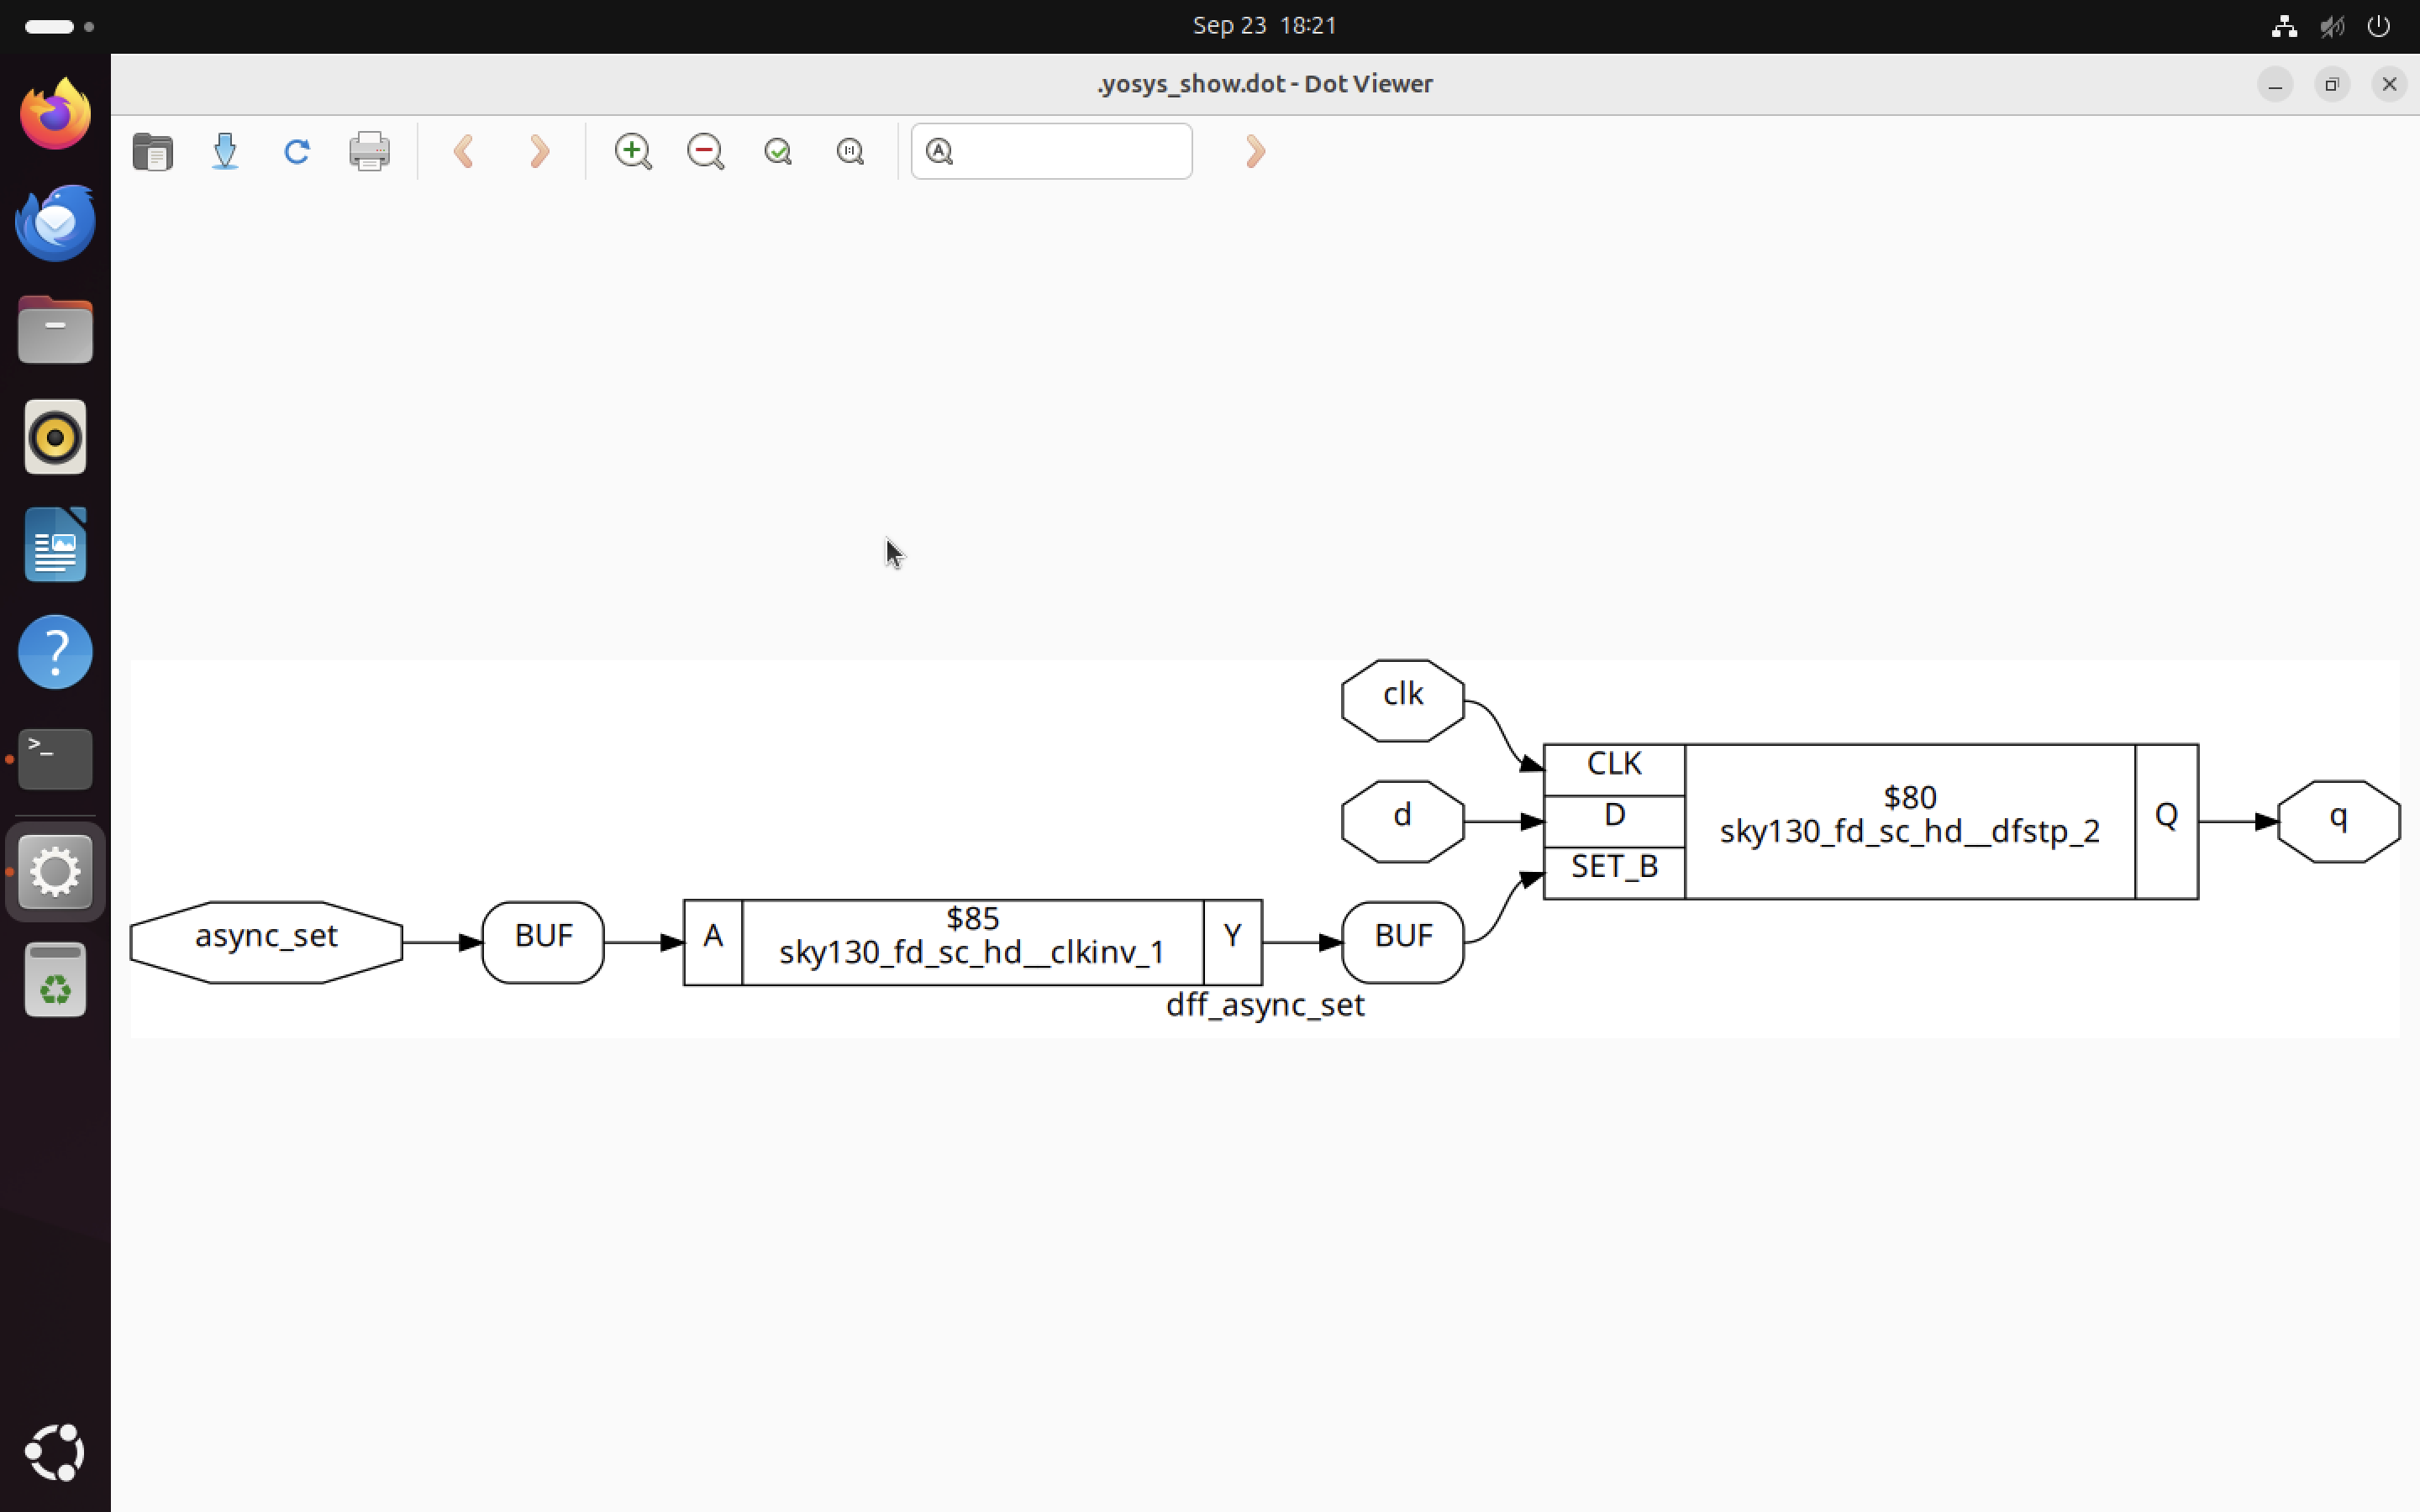 Sep 23 18:21
.yosys_show.dot - Dot Viewer
clk
CLK
d
D
$80
sky130_fd_sc_hd__dfstp_2
Q
q
SET_B
async_set
BUF
A
$85
sky130_fd_sc_hd__clkinv_1
Y
BUF
dff_async_set